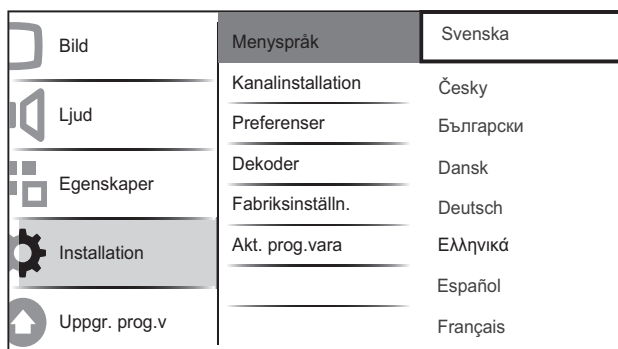 Bild
Ljud
Egenskaper
Installation
Uppgr. prog.v
Menyspråk
Kanalinstallation
Preferenser
Dekoder
Fabriksinställn.
Akt. prog.vara
Svenska
Česky
Български
Dansk
Deutsch
Ελληνικά
Español
Français